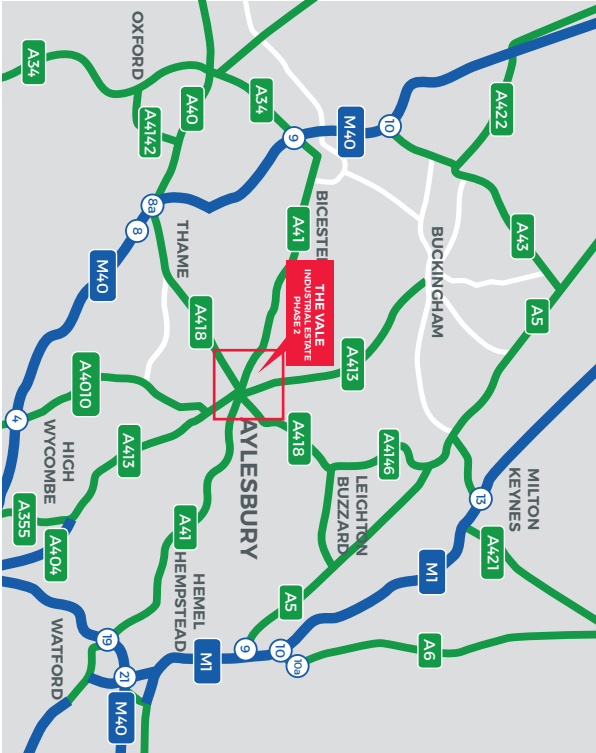 A422
A43
A5
MILTON
KEYNES
13
A421
10
BUCKINGHAM
M1
A6
M40
A413
A4146
LEIGHTON
BUZZARD
9
A41
BICESTE
THE VALE
INDUSTRIAL ESTATE
PHASE 2
A418
A5
10a
10
9
A34
AYLESBURY
M1
A40
A418
THAME
A41
HEMEL
HEMPSTEAD
A4142
8a
8
OXFORD
A413
21
M40
19
M40
A4010
HIGH
WYCOMBE
A404
WATFORD
A34
4
A355